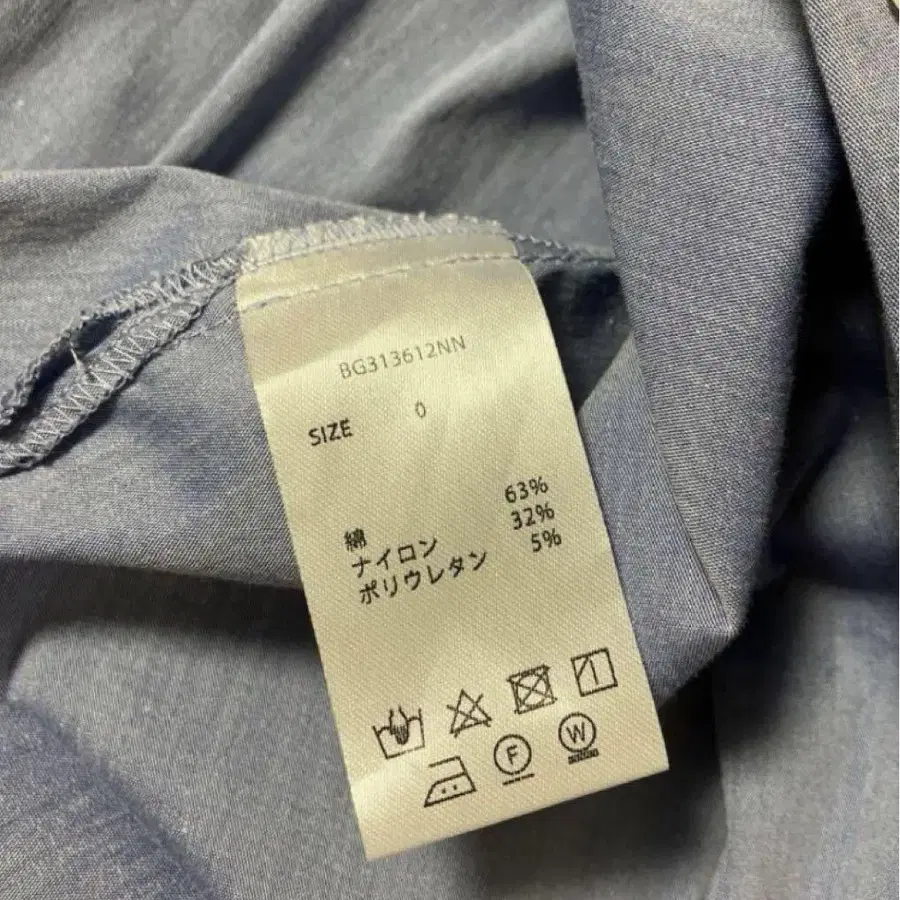 BG313612NN
SIZE 0
綿 63%
ナイロン 32%
ポリウレタン 5%
F W